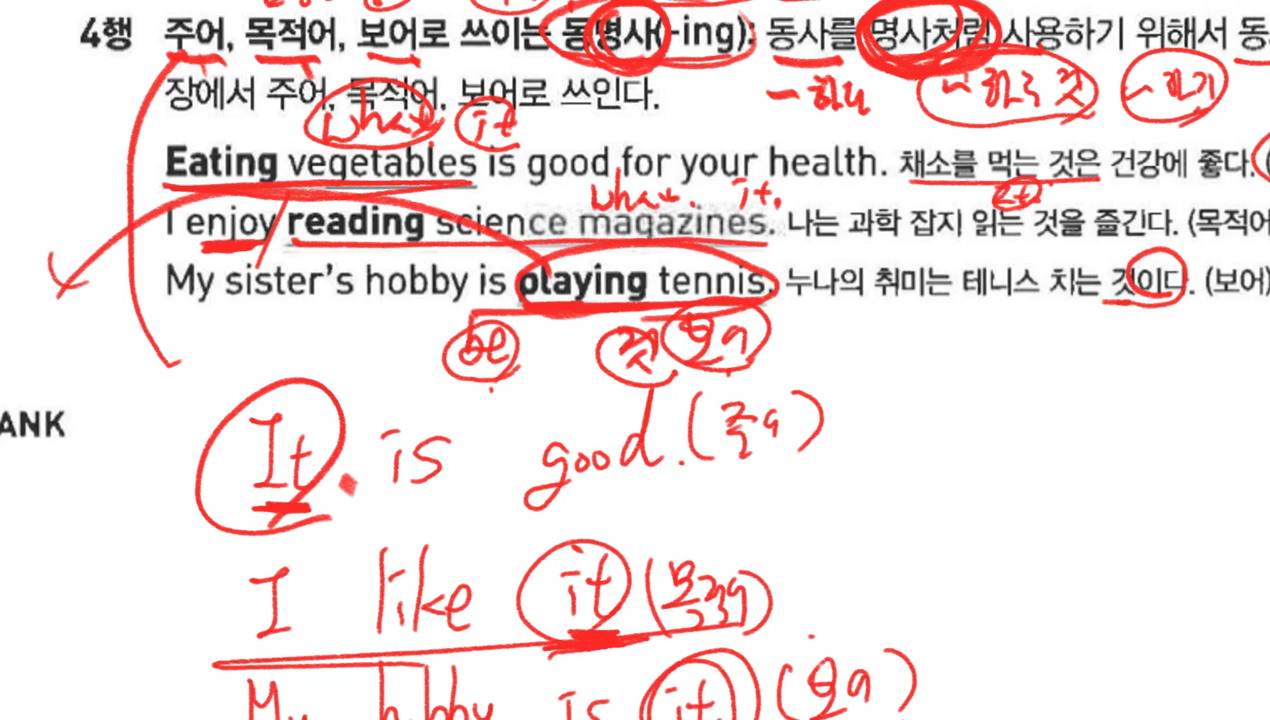 4행 주어, 목적어, 보어로 쓰이는 동명사(-ing): 동사를 명사처럼 사용하기 위해서 동
장에서 주어, 목적어, 보어로 쓰인다. ~하다 ~하는 것 ~하기
what it
Eating vegetables is good for your health. 채소를 먹는 것은 건강에 좋다.
what. it.
I enjoy reading science magazines. 나는 과학 잡지 읽는 것을 즐긴다. (목적어
My sister's hobby is playing tennis. 누나의 취미는 테니스 치는 것이다. (보어)
be 것 보어
ANK
It is good. (주어)
I like it (목적어)
My hobby is it. (보어)